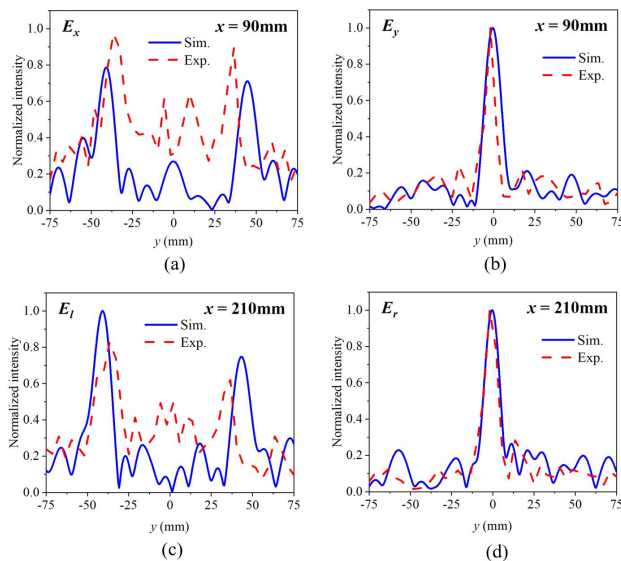 E_x x = 90mm
Sim.
Exp.
Normalized intensity
1.0
0.8
0.6
0.4
0.2
0.0
-75 -50 -25 0 25 50 75
y (mm)
(a)
E_y x = 90mm
Sim.
Exp.
Normalized intensity
1.0
0.8
0.6
0.4
0.2
0.0
-75 -50 -25 0 25 50 75
y (mm)
(b)
E_l x = 210mm
Sim.
Exp.
Normalized intensity
1.0
0.8
0.6
0.4
0.2
0.0
-75 -50 -25 0 25 50 75
y (mm)
(c)
E_r x = 210mm
Sim.
Exp.
Normalized intensity
1.0
0.8
0.6
0.4
0.2
0.0
-75 -50 -25 0 25 50 75
y (mm)
(d)